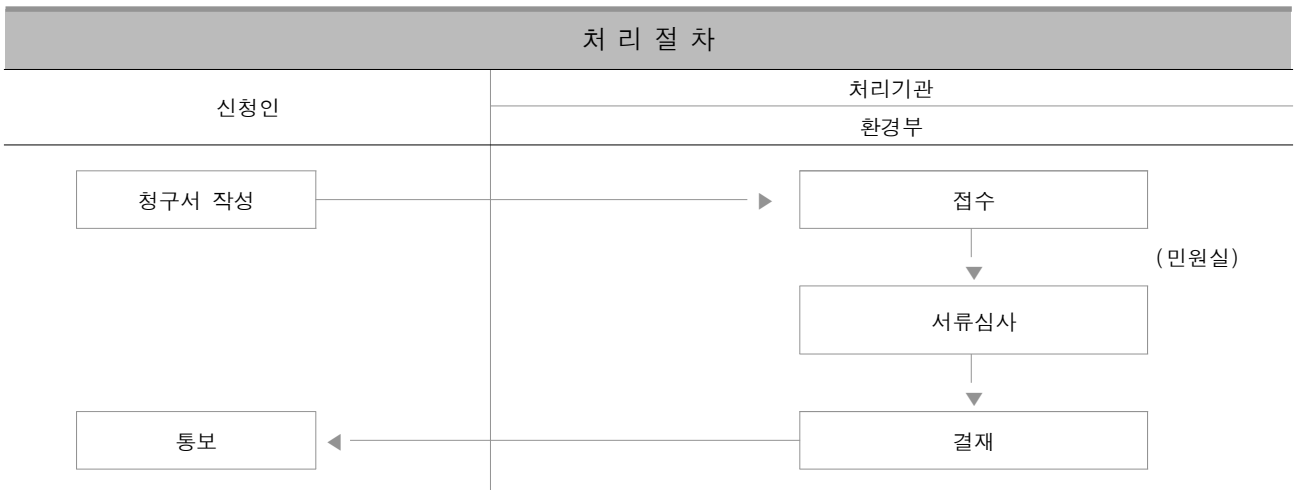 처 리 절 차
신청인
처리기관
환경부
청구서 작성
접수
(민원실)
서류심사
통보
결재